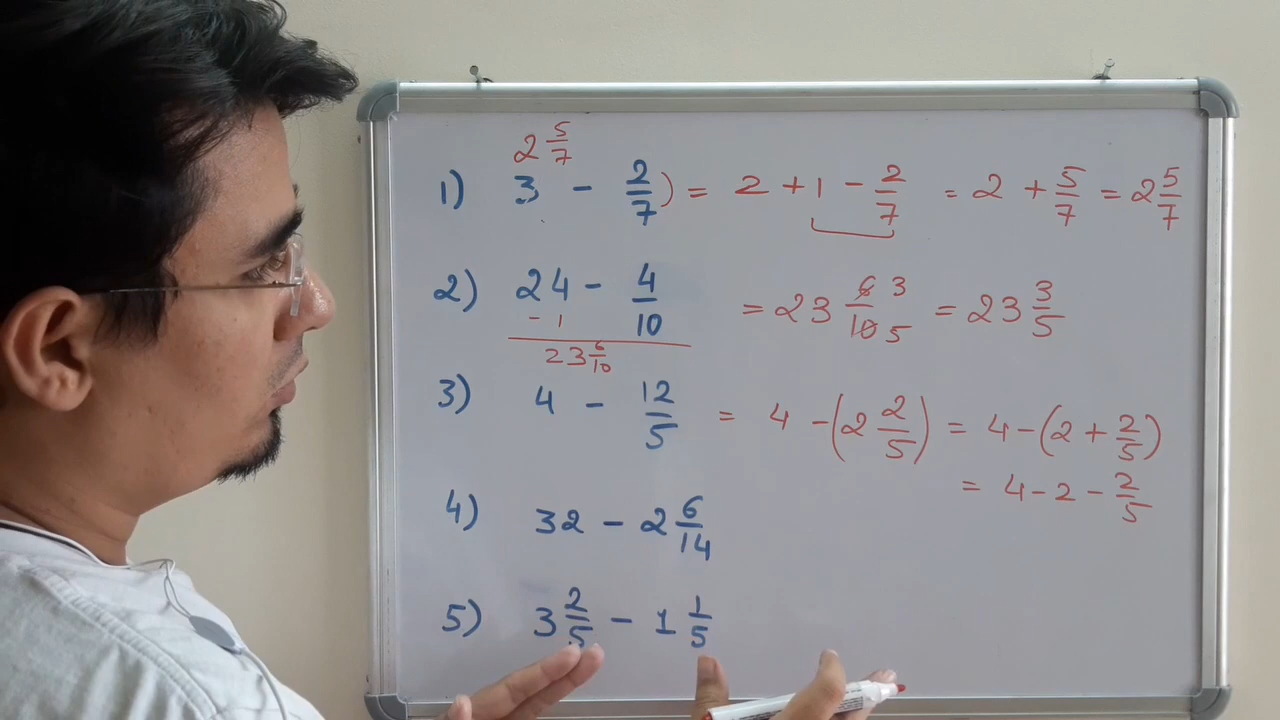 2 5/7
1) 3 - 2/7 ) = 2 + 1 - 2/7 = 2 + 5/7 = 2 5/7
2) 24 - 4/10 = 23 6/10 3/5 = 23 3/5
- 1
23 6/10
3) 4 - 12/5 = 4 - (2 2/5) = 4 - (2 + 2/5)
= 4 - 2 - 2/5
4) 32 - 2 6/14
5) 3 2/5 - 1 1/5